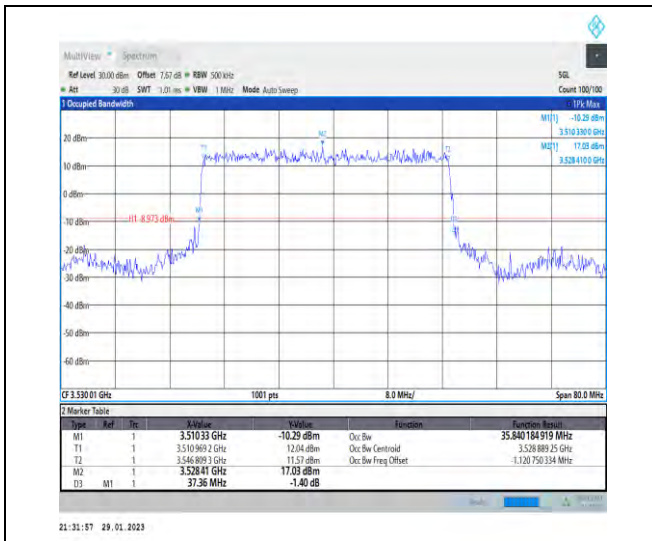 MultiView Spectrum
Ref Level 30.00 dBm Offset 7.67 dB RBW 500 kHz SGL
Att 30 dB SWT 1.01 ms VBW 1 MHz Mode Auto Sweep Count 100/100
1 Occupied Bandwidth 1Pk Max
M1[1] -10.29 dBm
3.510 330 0 GHz
20 dBm M2[1] 17.03 dBm
3.528 410 0 GHz
M2
T1 T2
10 dBm
0 dBm
M1
H1 -8.973 dBm
-10 dBm
-20 dBm
-30 dBm
-40 dBm
-50 dBm
-60 dBm
CF 3.530 01 GHz 1001 pts 8.0 MHz/ Span 80.0 MHz
2 Marker Table
Type Ref Trc X-Value Y-Value Function Function Result
M1 1 3.510 33 GHz -10.29 dBm Occ Bw 35.840 184 919 MHz
T1 1 3.510 969 2 GHz 12.04 dBm Occ Bw Centroid 3.528 889 25 GHz
T2 1 3.546 809 3 GHz 11.57 dBm Occ Bw Freq Offset -1.120 750 334 MHz
M2 1 3.528 41 GHz 17.03 dBm
D3 M1 1 37.36 MHz -1.40 dB
21:31:57 29.01.2023